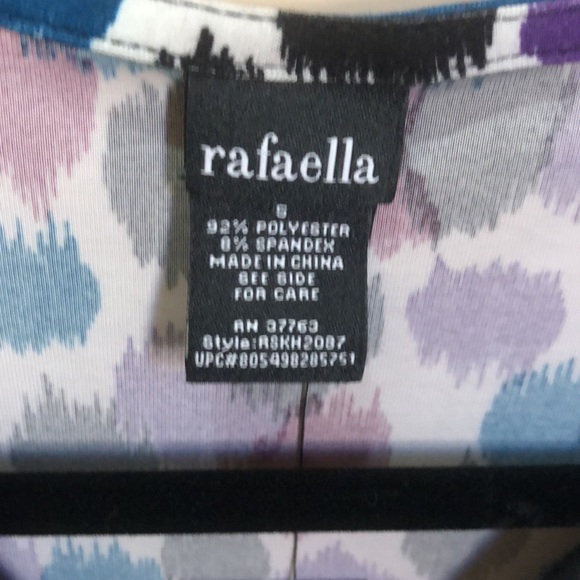 rafaella
S
92% POLYESTER
8% SPANDEX
MADE IN CHINA
SEE SIDE
FOR CARE
RN 37763
Style:RSKH2087
UPC#805498285751